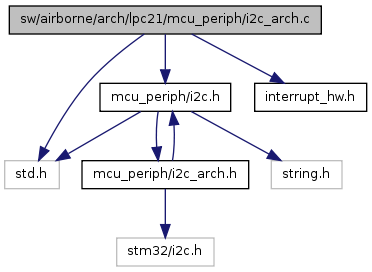 sw/airborne/arch/lpc21/mcu_periph/i2c_arch.c
mcu_periph/i2c.h
interrupt_hw.h
std.h
mcu_periph/i2c_arch.h
string.h
stm32/i2c.h